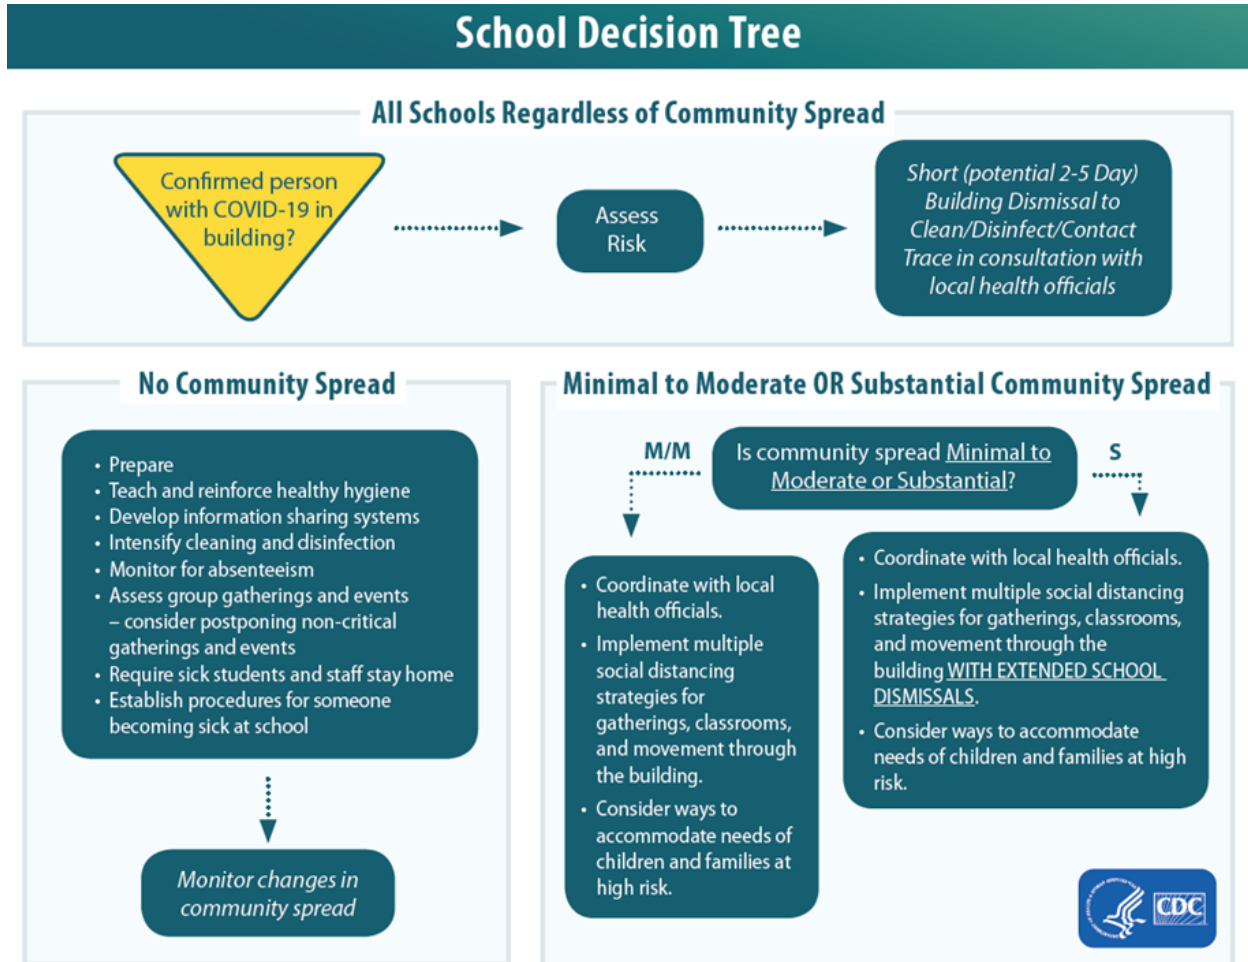 School Decision Tree
All Schools Regardless of Community Spread
Confirmed person
with COVID-19 in
building?
Assess
Risk
Short (potential 2-5 Day)
Building Dismissal to
Clean/Disinfect/Contact
Trace in consultation with
local health officials
No Community Spread
• Prepare
• Teach and reinforce healthy hygiene
• Develop information sharing systems
• Intensify cleaning and disinfection
• Monitor for absenteeism
• Assess group gatherings and events
– consider postponing non-critical
gatherings and events
• Require sick students and staff stay home
• Establish procedures for someone
becoming sick at school
Monitor changes in
community spread
Minimal to Moderate OR Substantial Community Spread
M/M
Is community spread Minimal to
Moderate or Substantial?
S
• Coordinate with local
health officials.
• Implement multiple
social distancing
strategies for
gatherings, classrooms,
and movement through
the building.
• Consider ways to
accommodate needs of
children and families at
high risk.
• Coordinate with local health officials.
• Implement multiple social distancing
strategies for gatherings, classrooms,
and movement through the
building WITH EXTENDED SCHOOL
DISMISSALS.
• Consider ways to accommodate
needs of children and families at high
risk.
CDC